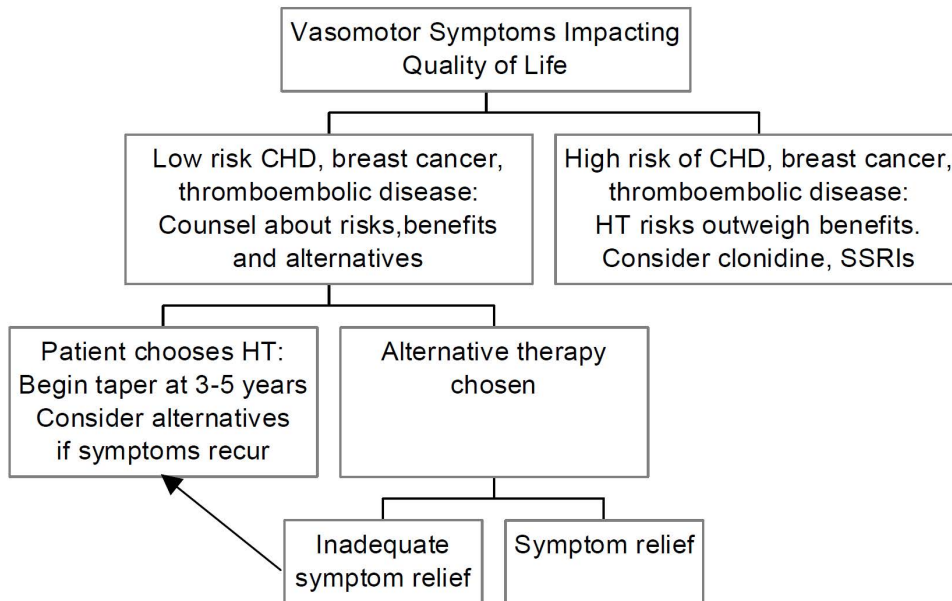 Vasomotor Symptoms Impacting
Quality of Life
Low risk CHD, breast cancer,
thromboembolic disease:
Counsel about risks,benefits
and alternatives
High risk of CHD, breast cancer,
thromboembolic disease:
HT risks outweigh benefits.
Consider clonidine, SSRIs
Patient chooses HT:
Begin taper at 3-5 years
Consider alternatives
if symptoms recur
Alternative therapy
chosen
Inadequate
symptom relief
Symptom relief